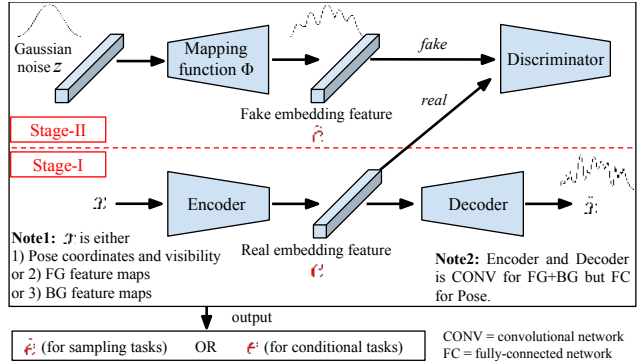 Gaussian
noise z
Mapping
function Φ
fake
Discriminator
real
Fake embedding feature
Stage-II
Stage-I
x
Encoder
Decoder
Real embedding feature
Note1: x is either
1) Pose coordinates and visibility
or 2) FG feature maps
or 3) BG feature maps
Note2: Encoder and Decoder
is CONV for FG+BG but FC
for Pose.
output
(for sampling tasks) OR (for conditional tasks)
CONV = convolutional network
FC = fully-connected network